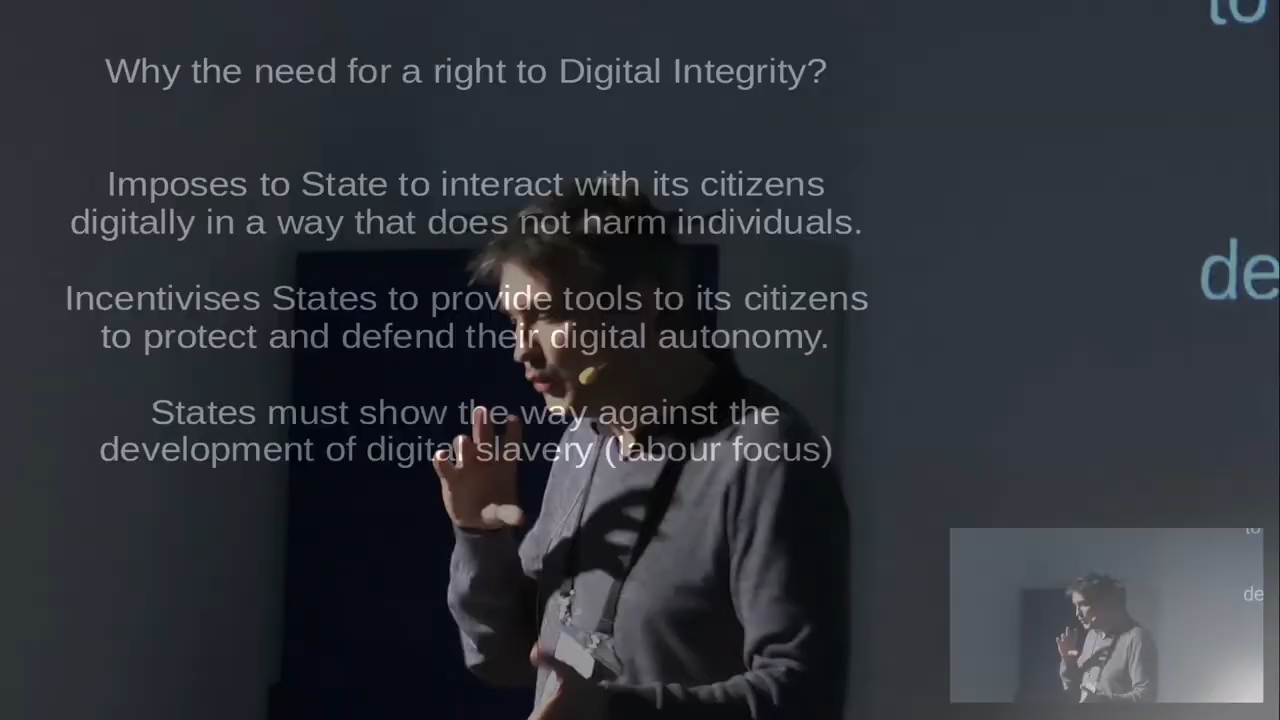 to
Why the need for a right to Digital Integrity?
Imposes to State to interact with its citizens
digitally in a way that does not harm individuals.
de
Incentivises States to provide tools to its citizens
to protect and defend their digital autonomy.
States must show the way against the
development of digital slavery (labour focus)
to
de